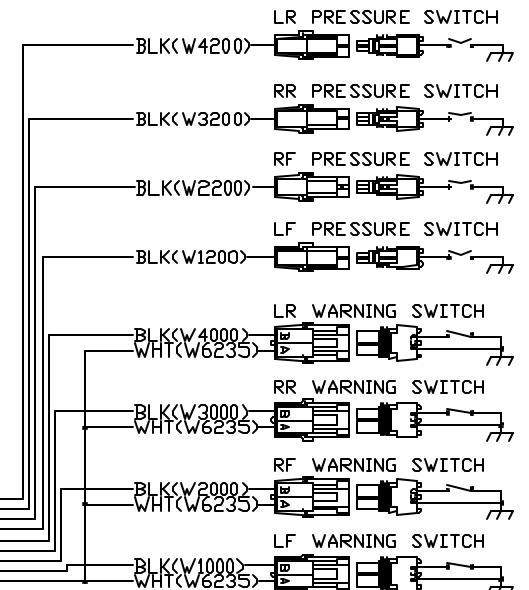 LR PRESSURE SWITCH
BLK(W4200)
RR PRESSURE SWITCH
BLK(W3200)
RF PRESSURE SWITCH
BLK(W2200)
LF PRESSURE SWITCH
BLK(W1200)
LR WARNING SWITCH
BLK(W4000) B
WHT(W6235) A
RR WARNING SWITCH
BLK(W3000) B
WHT(W6235) A
RF WARNING SWITCH
BLK(W2000) B
WHT(W6235) A
LF WARNING SWITCH
BLK(W1000) B
WHT(W6235) A